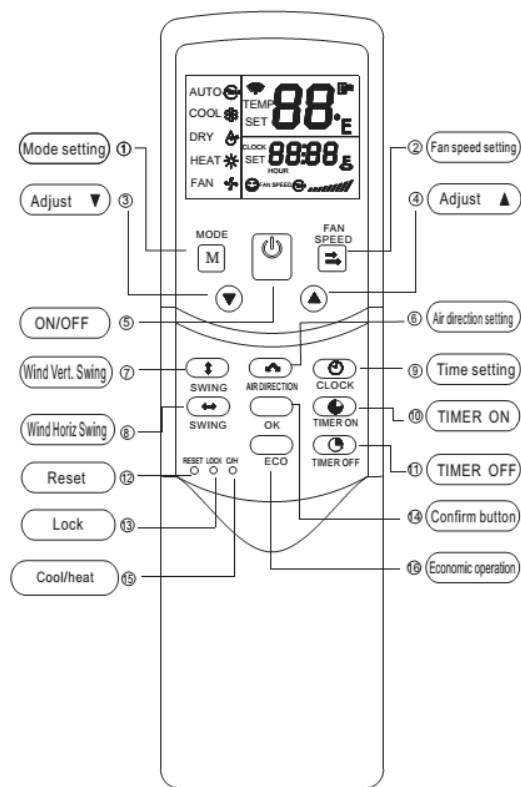 AUTO
COOL
DRY
HEAT
FAN
TEMP
SET
88.E
CLOCK
SET 88:88
HOUR
FAN SPEED
Mode setting ①
② Fan speed setting
Adjust ▼ ③
④ Adjust ▲
MODE
M
FAN
SPEED
ON/OFF ⑤
⑥ Air direction setting
Wind Vert. Swing ⑦
SWING
AIR DIRECTION
CLOCK
⑨ Time setting
Wind Horiz Swing ⑧
SWING
OK
TIMER ON
⑩ TIMER ON
ECO
TIMER OFF
⑪ TIMER OFF
RESET LOCK C/H
Reset ⑫
Lock ⑬
⑭ Confirm button
Cool/heat ⑮
⑯ Economic operation